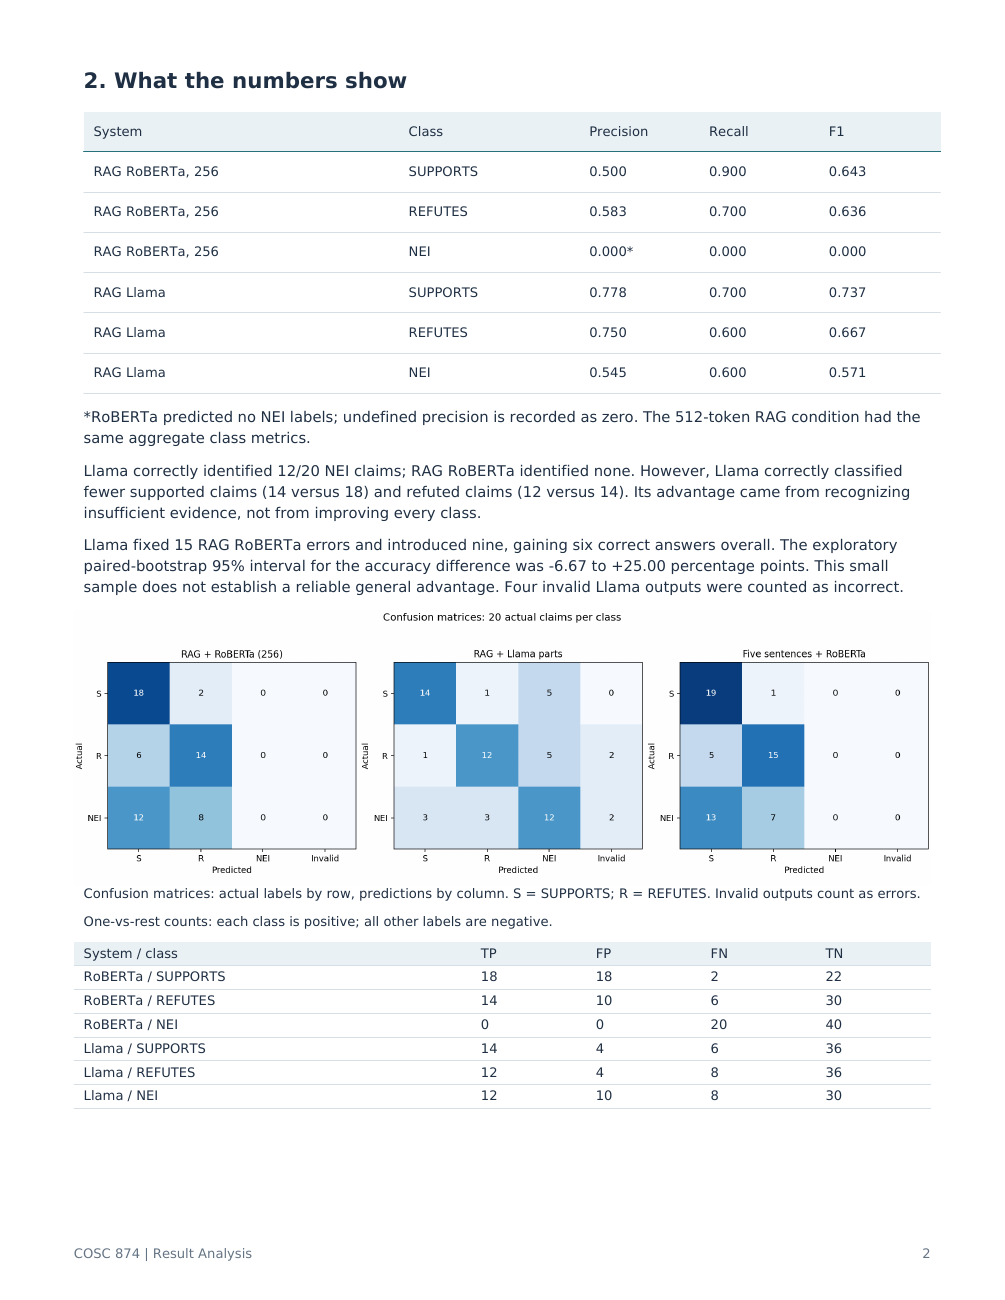 2. What the numbers show
System Class Precision Recall F1
RAG RoBERTa, 256 SUPPORTS 0.500 0.900 0.643
RAG RoBERTa, 256 REFUTES 0.583 0.700 0.636
RAG RoBERTa, 256 NEI 0.000* 0.000 0.000
RAG Llama SUPPORTS 0.778 0.700 0.737
RAG Llama REFUTES 0.750 0.600 0.667
RAG Llama NEI 0.545 0.600 0.571
*RoBERTa predicted no NEI labels; undefined precision is recorded as zero. The 512-token RAG condition had the
same aggregate class metrics.
Llama correctly identified 12/20 NEI claims; RAG RoBERTa identified none. However, Llama correctly classified
fewer supported claims (14 versus 18) and refuted claims (12 versus 14). Its advantage came from recognizing
insufficient evidence, not from improving every class.
Llama fixed 15 RAG RoBERTa errors and introduced nine, gaining six correct answers overall. The exploratory
paired-bootstrap 95% interval for the accuracy difference was -6.67 to +25.00 percentage points. This small
sample does not establish a reliable general advantage. Four invalid Llama outputs were counted as incorrect.
Confusion matrices: 20 actual claims per class
RAG + RoBERTa (256)
Actual
S 18 2 0 0
R 6 14 0 0
NEI 12 8 0 0
S R NEI Invalid
Predicted
RAG + Llama parts
Actual
14 1 5 0
1 12 5 2
3 3 12 2
S R NEI Invalid
Predicted
Five sentences + RoBERTa
Actual
S 19 1 0 0
R 5 15 0 0
NEI 13 7 0 0
S R NEI Invalid
Predicted
Confusion matrices: actual labels by row, predictions by column. S = SUPPORTS; R = REFUTES. Invalid outputs count as errors.
One-vs-rest counts: each class is positive; all other labels are negative.
System / class TP FP FN TN
RoBERTa / SUPPORTS 18 18 2 22
RoBERTa / REFUTES 14 10 6 30
RoBERTa / NEI 0 0 20 40
Llama / SUPPORTS 14 4 6 36
Llama / REFUTES 12 4 8 36
Llama / NEI 12 10 8 30
COSC 874 | Result Analysis 2